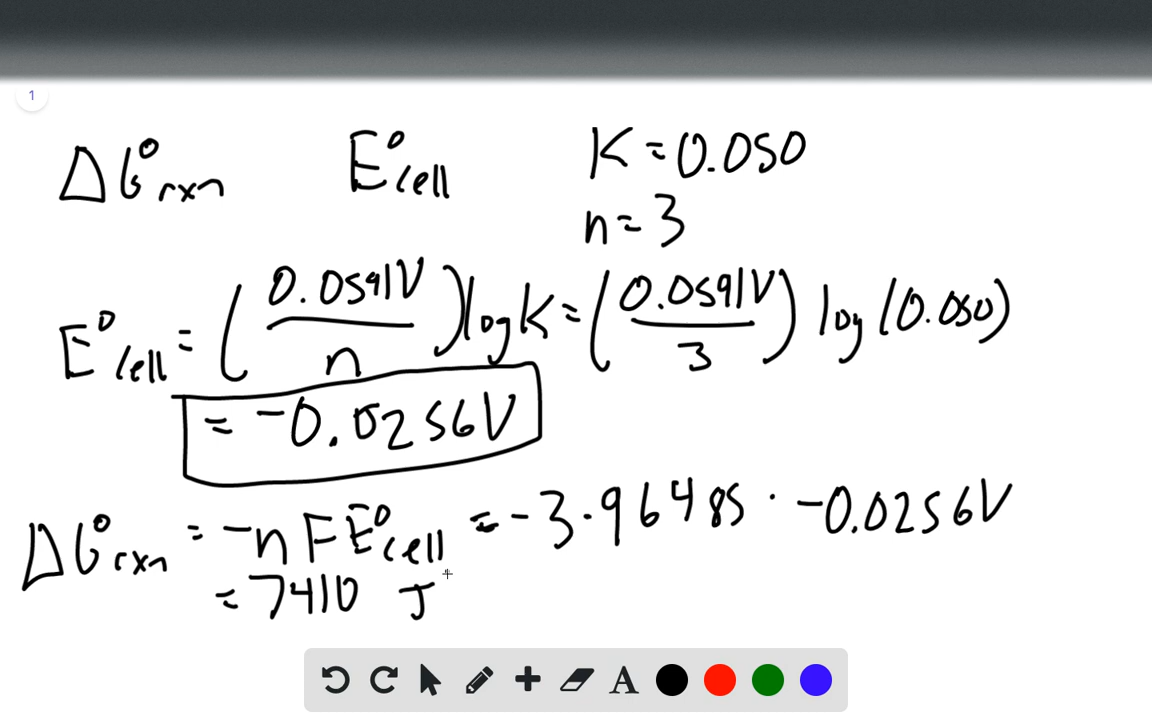 1
ΔG°rxn E°cell K = 0.050
n = 3
E°cell = (0.0591V / n) log K = (0.0591V / 3) log (0.050)
= -0.0256V
ΔG°rxn = -nFE°cell = -3·96485 · -0.0256V
= 7410 J
A